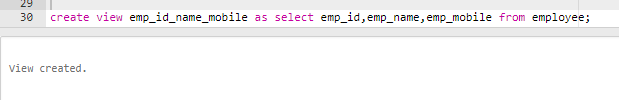 29
30 create view emp_id_name_mobile as select emp_id,emp_name,emp_mobile from employee;
View created.